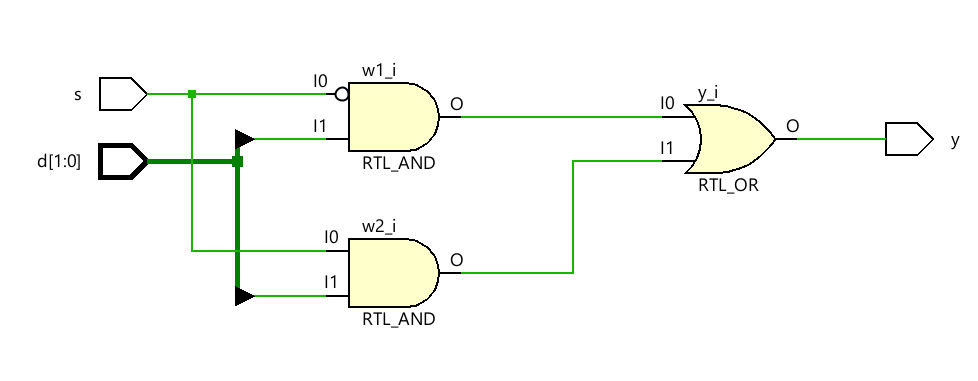 s
d[1:0]
w1_i
I0
I1
O
RTL_AND
w2_i
I0
I1
O
RTL_AND
y_i
I0
I1
O
RTL_OR
y